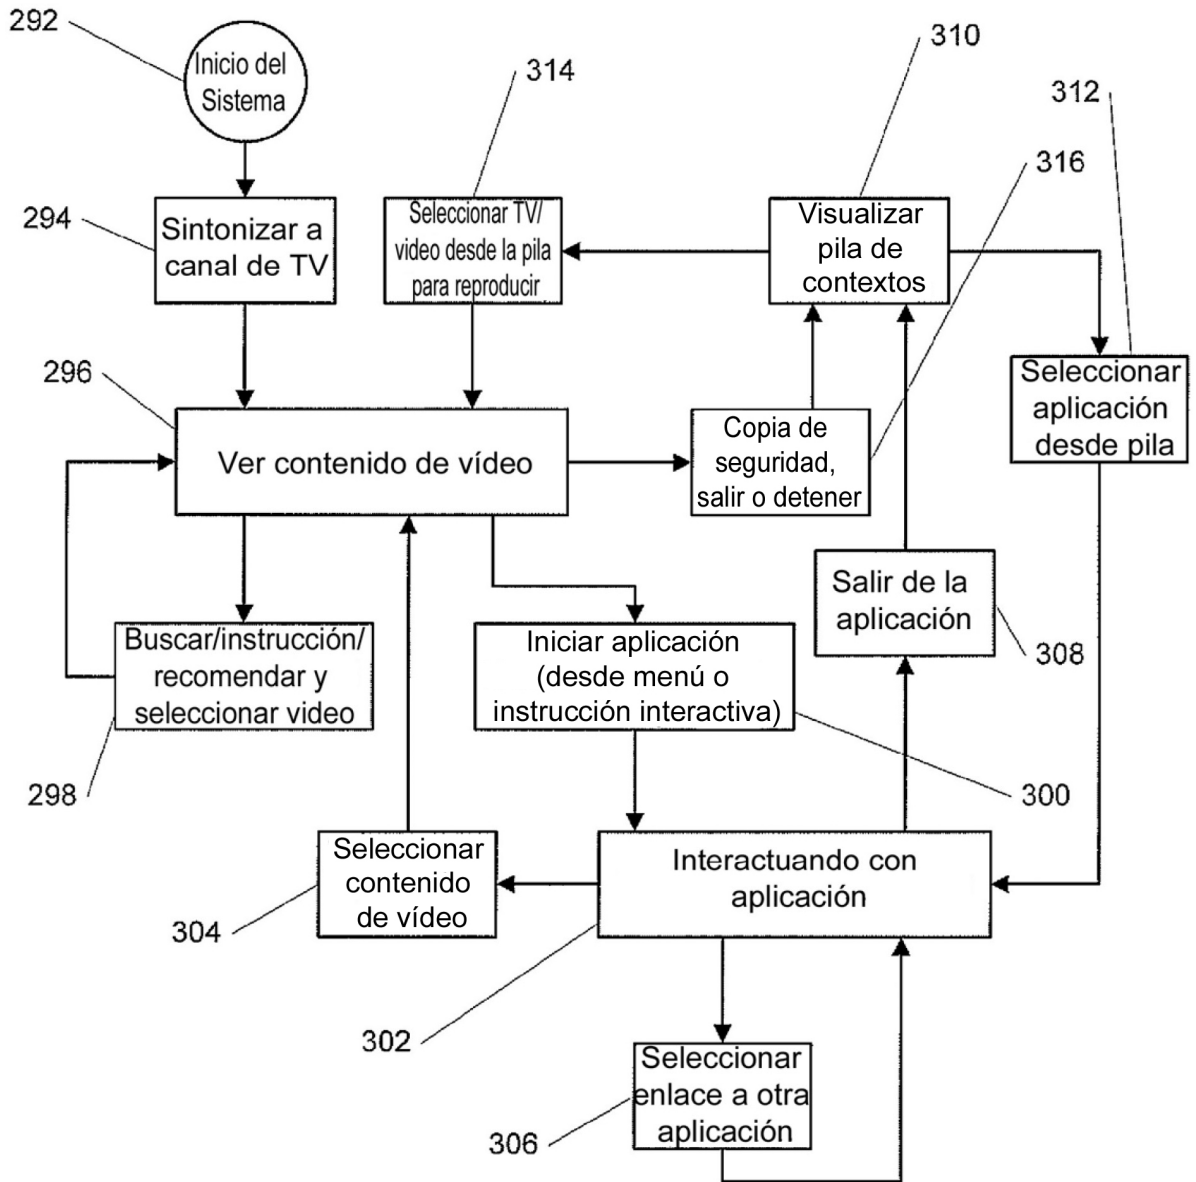 292
Inicio del
Sistema
314
310
312
316
294
Sintonizar a
canal de TV
Seleccionar TV/
video desde la pila
para reproducir
Visualizar
pila de
contextos
296
Seleccionar
aplicación
desde pila
Ver contenido de vídeo
Copia de
seguridad,
salir o detener
Salir de la
aplicación
308
Buscar/instrucción/
recomendar y
seleccionar video
Iniciar aplicación
(desde menú o
instrucción interactiva)
298
300
Seleccionar
contenido
de vídeo
Interactuando con
aplicación
304
302
Seleccionar
enlace a otra
aplicación
306